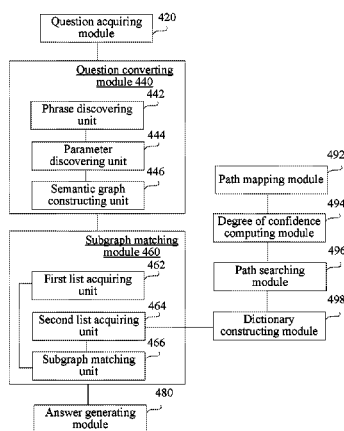 420
Question acquiring
module
Question converting
module 440
442
Phrase discovering
unit
444
Parameter
discovering unit
446
Semantic graph
constructing unit
Subgraph matching
module 460
462
First list acquiring
unit
464
Second list acquiring
unit
466
Subgraph matching
unit
480
Answer generating
module
492
Path mapping module
494
Degree of confidence
computing module
496
Path searching
module
498
Dictionary
constructing module